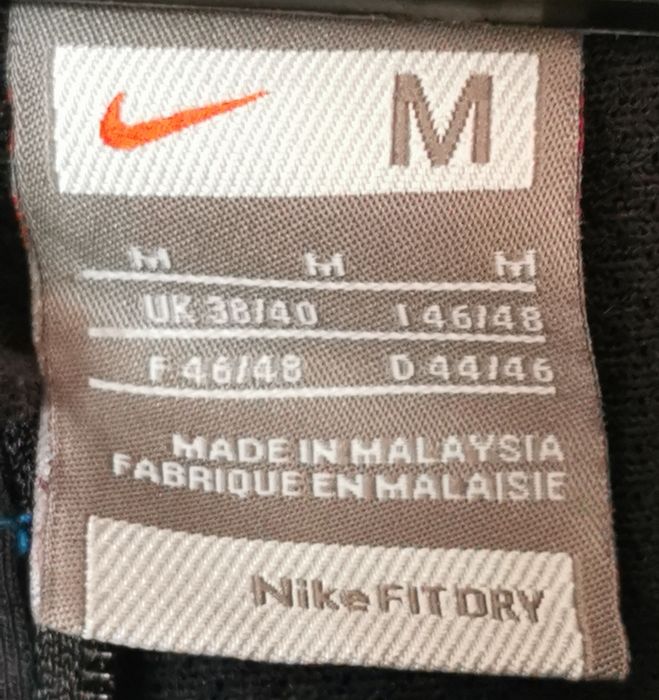 M
M M M
UK 38/40 I 46/48
F 46/48 D 44/46
MADE IN MALAYSIA
FABRIQUE EN MALAISIE
Nike FIT DRY